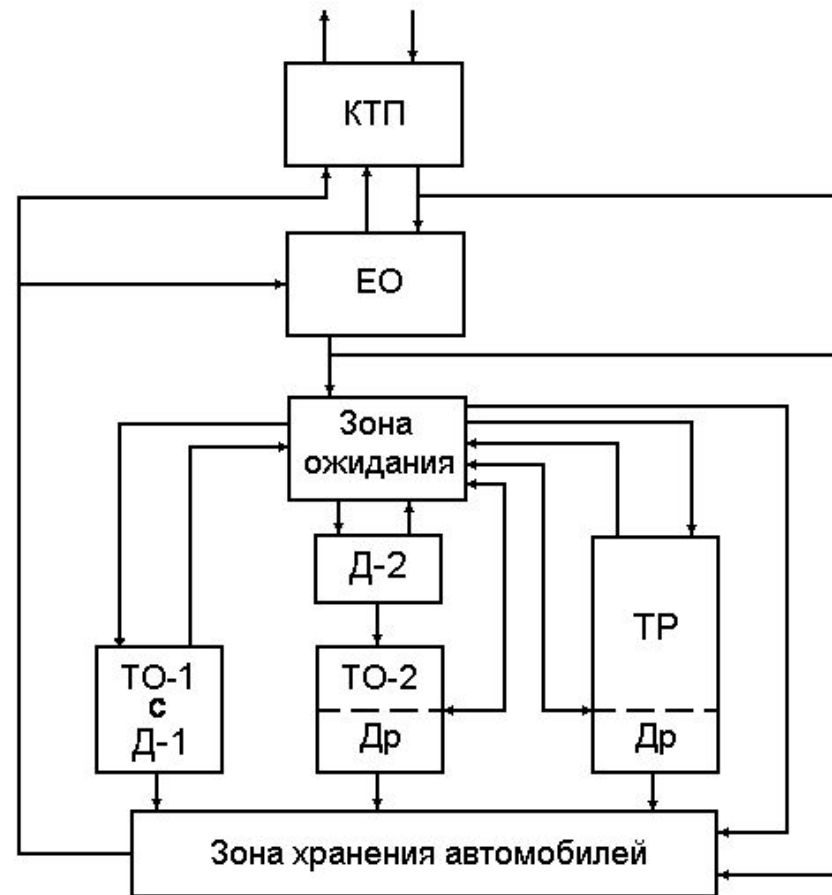 КТП
ЕО
Зона
ожидания
Д-2
ТР
ТО-1
с
Д-1
ТО-2
Др
Др
Зона хранения автомобилей